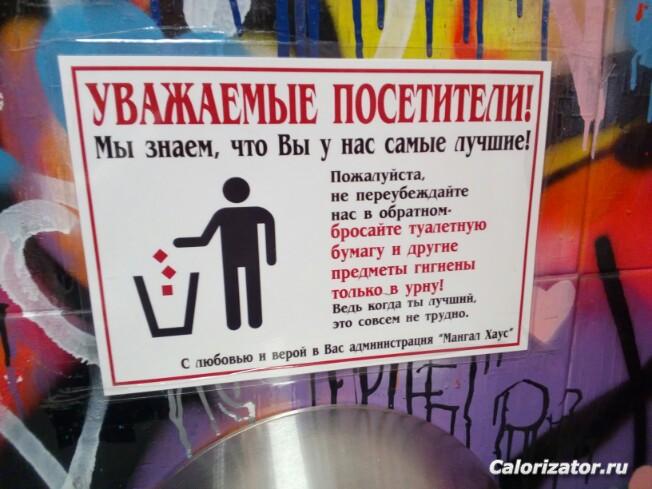 УВАЖАЕМЫЕ ПОСЕТИТЕЛИ!
Мы знаем, что Вы у нас самые лучшие!
Пожалуйста,
не переубеждайте
нас в обратном-
бросайте туалетную
бумагу и другие
предметы гигиены
только в урну!
Ведь когда ты лучший,
это совсем не трудно.
С любовью и верой в Вас администрация "Мангал Хаус"
Calorizator.ru